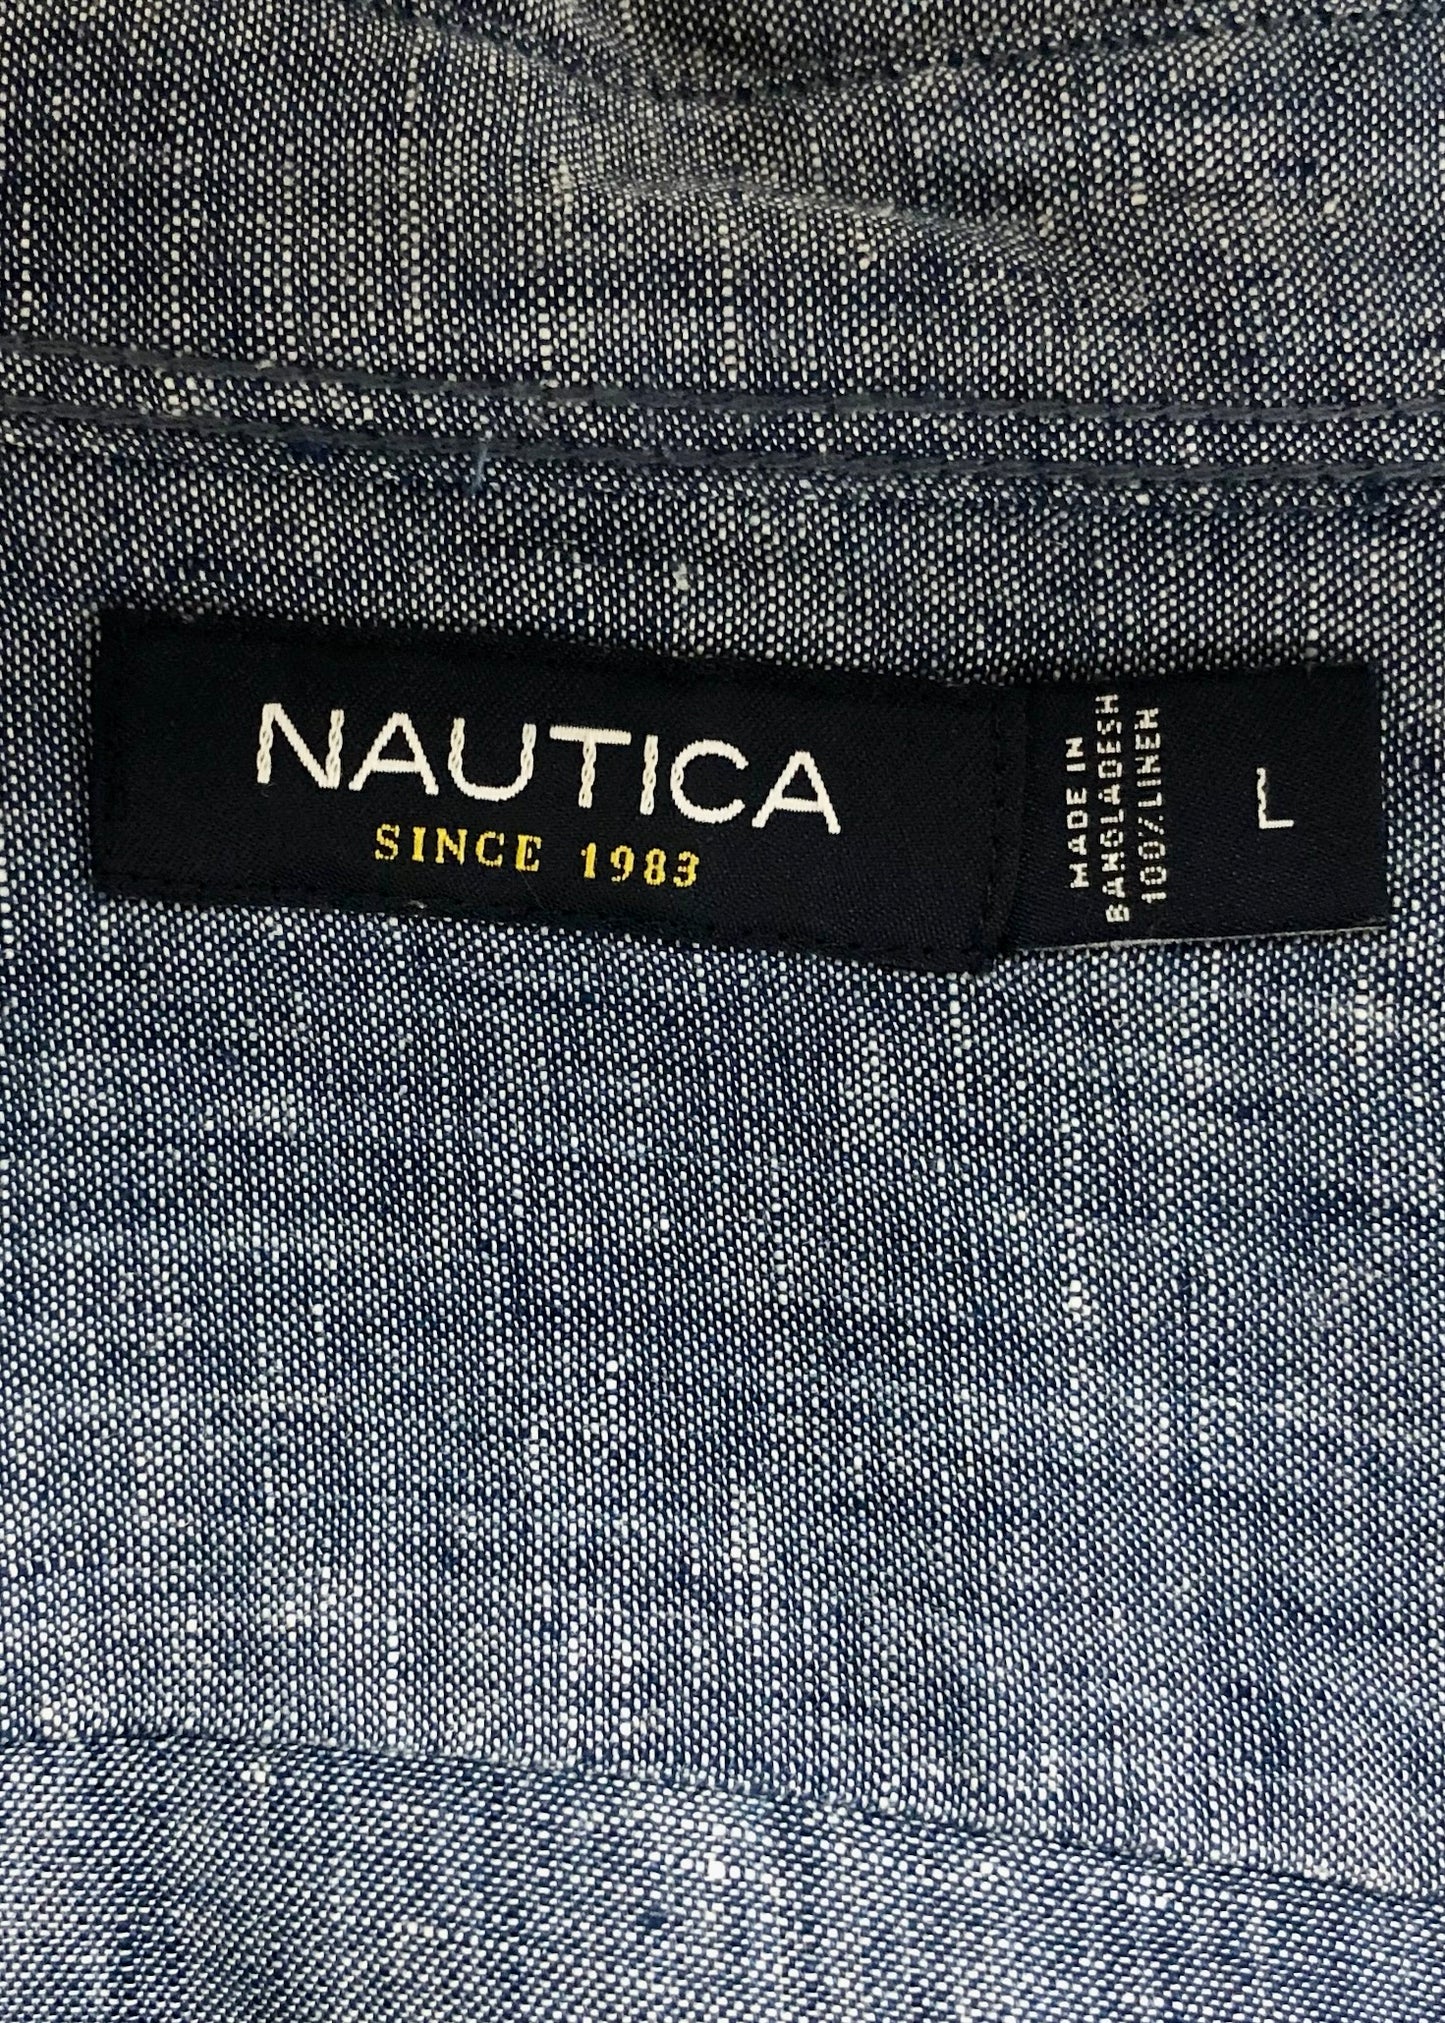 NAUTICA
SINCE 1983
MADE IN
BANGLADESH
100%LINEN
L